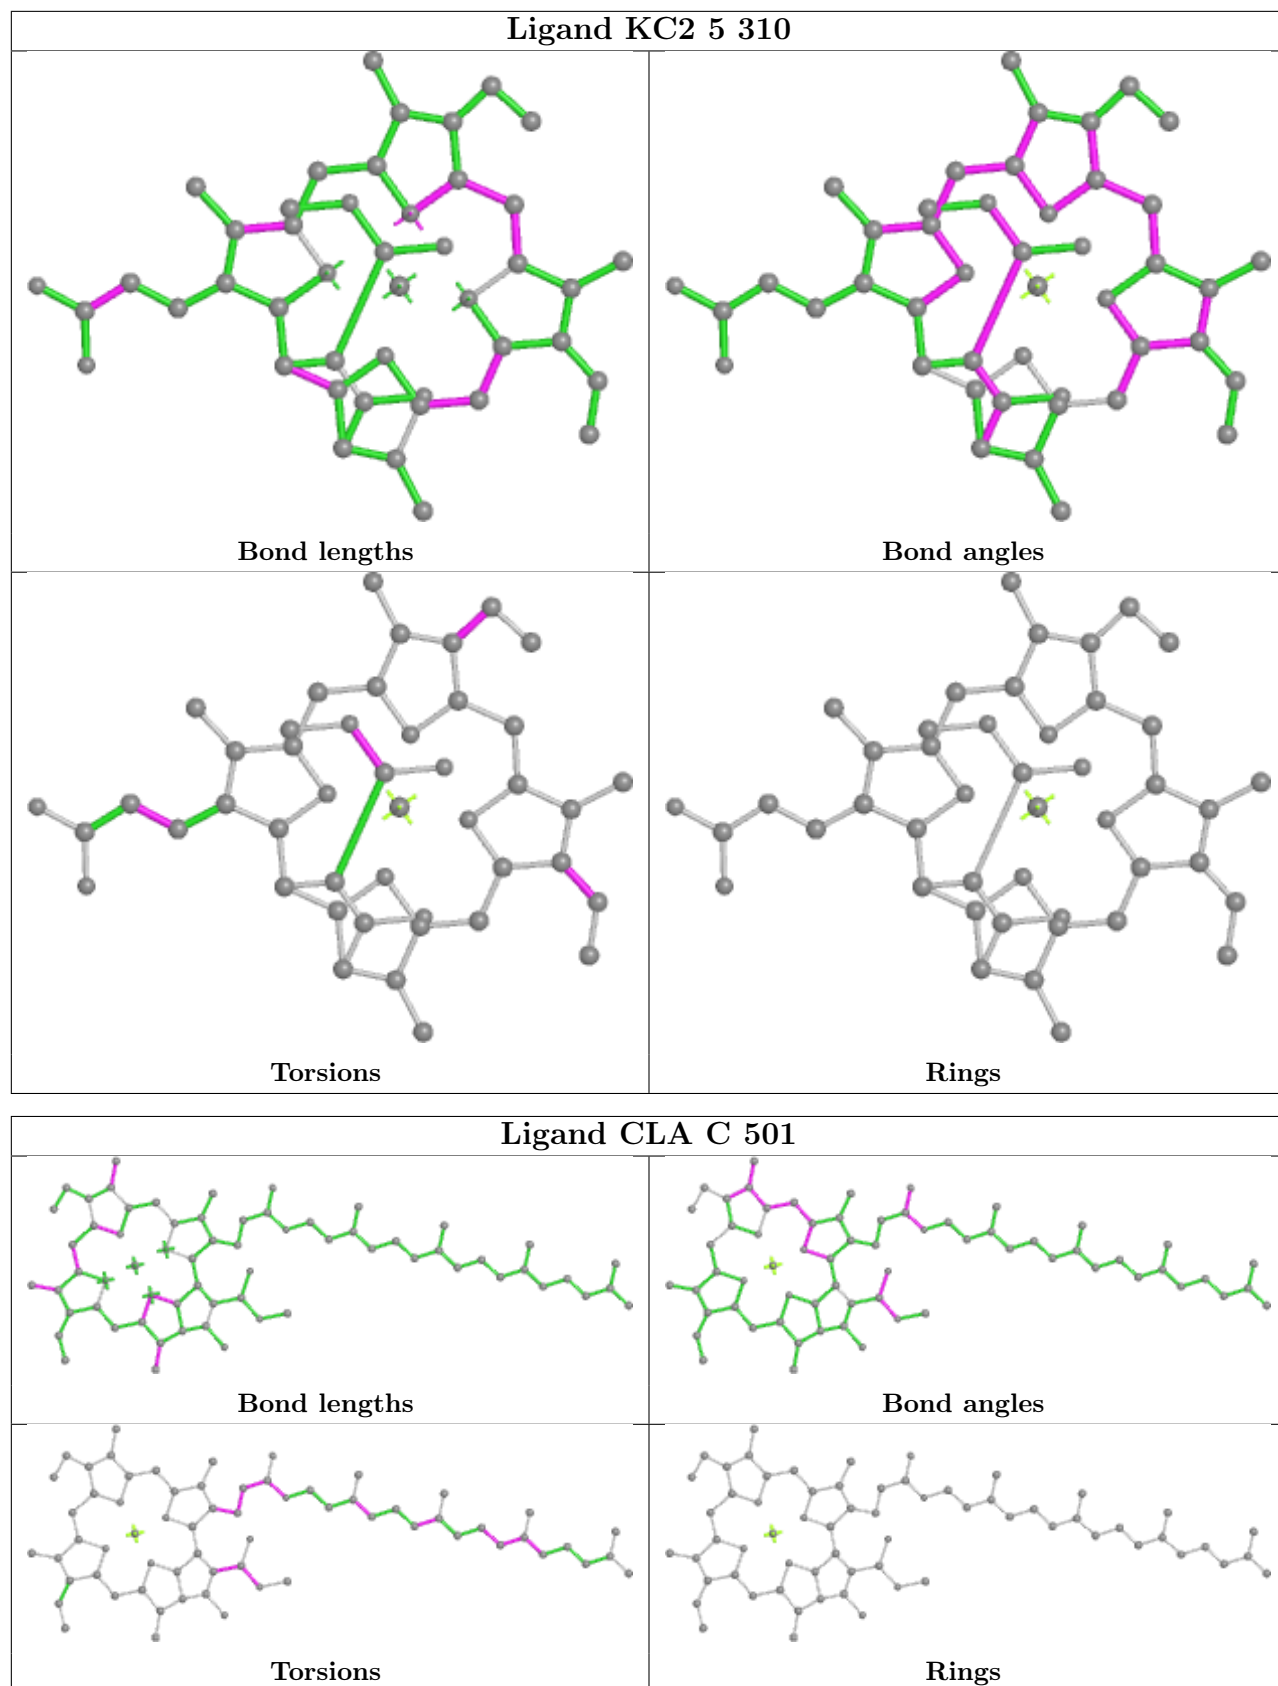 Ligand KC2 5 310
Bond lengths
Bond angles
Torsions
Rings
Ligand CLA C 501
Bond lengths
Bond angles
Torsions
Rings